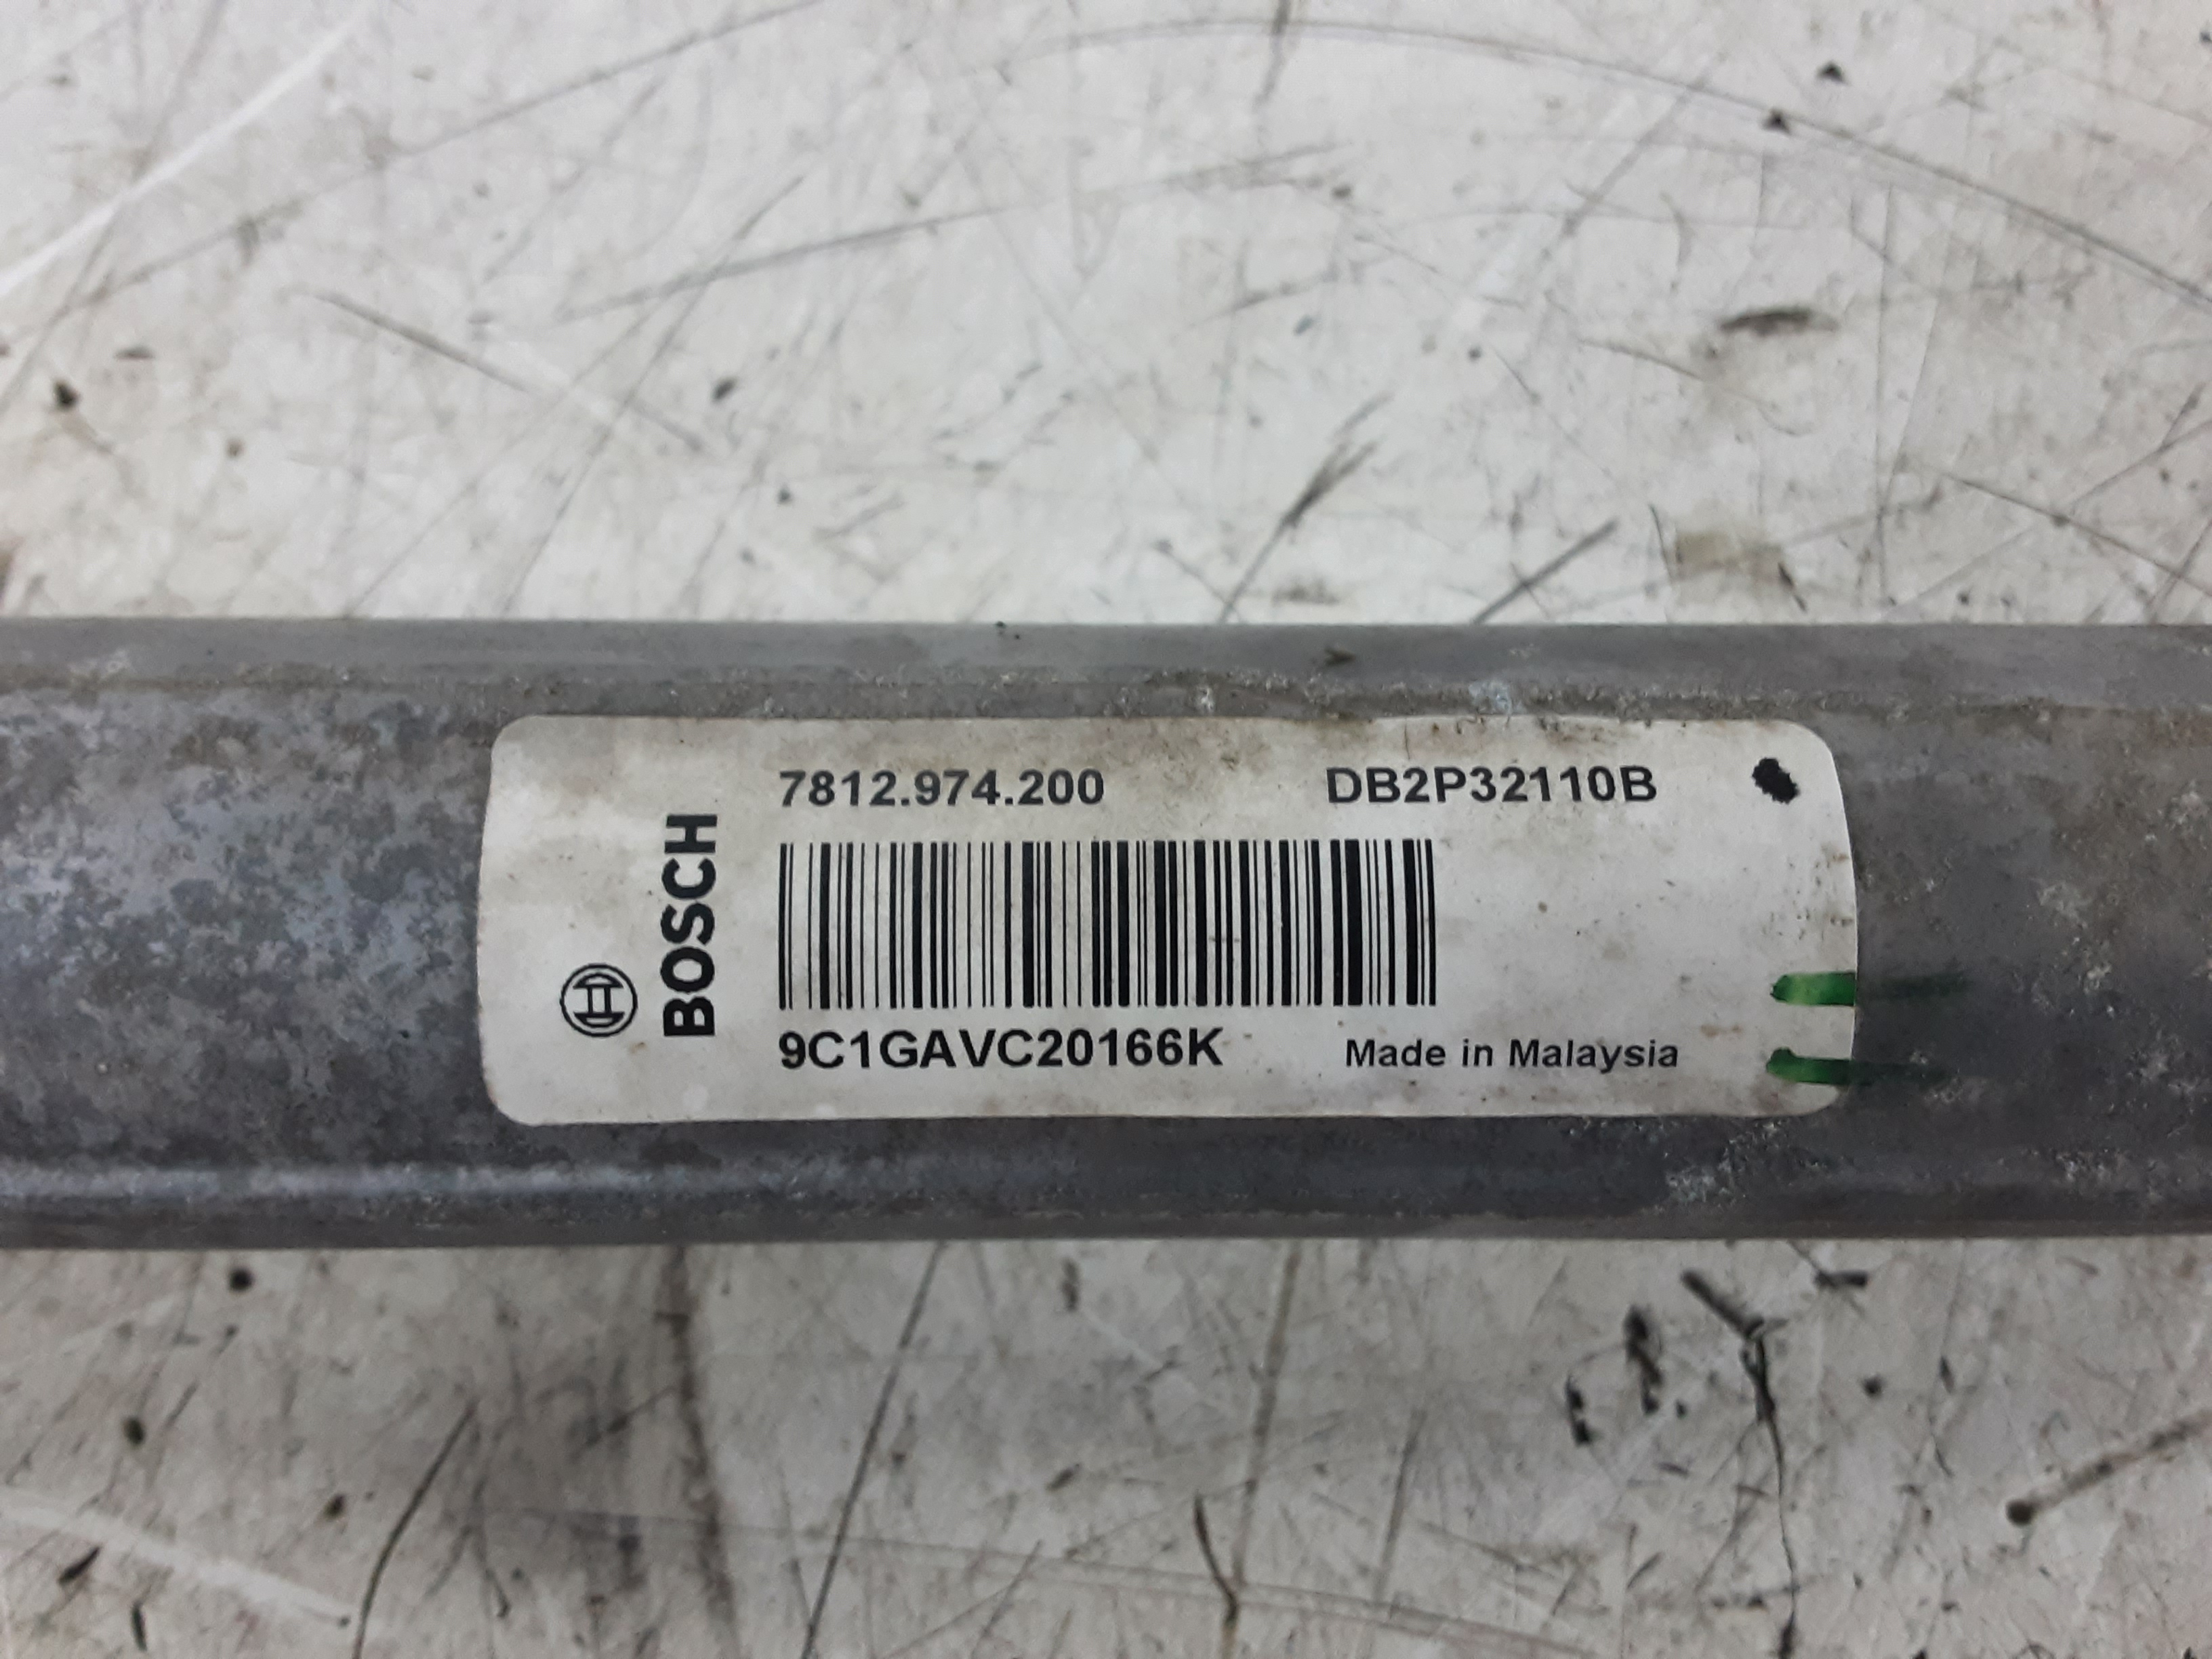 7812.974.200 DB2P32110B
BOSCH
9C1GAVC20166K Made in Malaysia